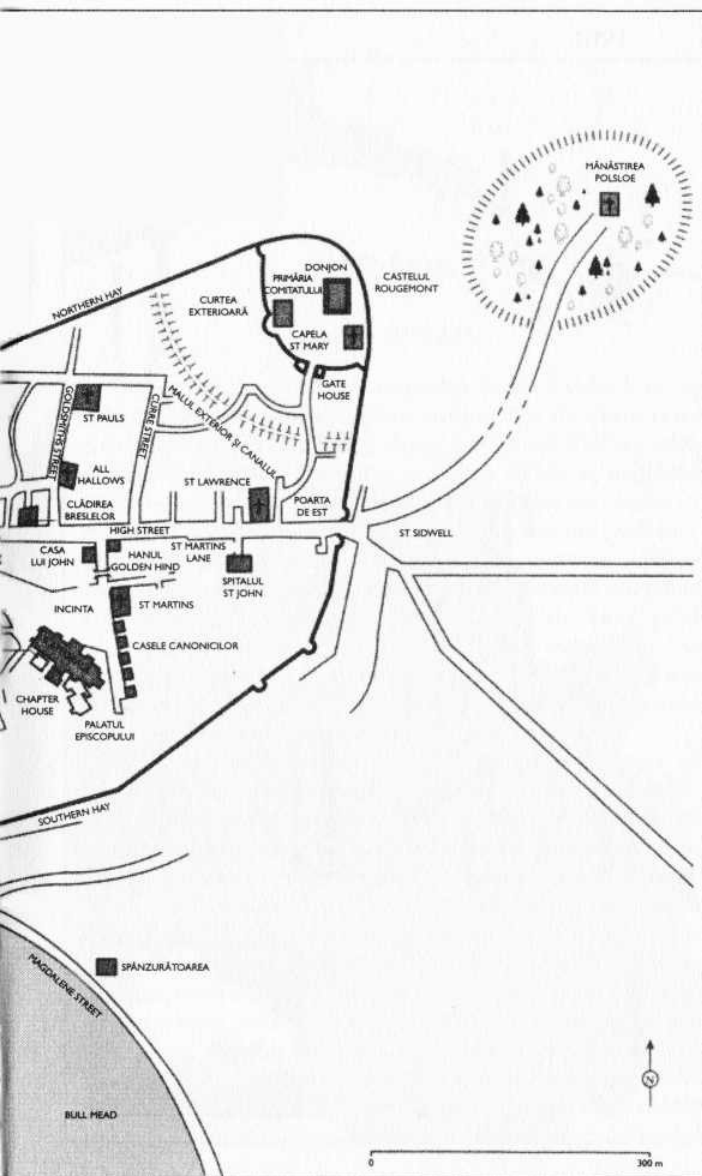 MĂNĂSTIREA
POLSLOE
DONJON
PRIMĂRIA
COMITATULUI
CASTELUL
ROUGEMONT
NORTHERN HAY
CURTEA
EXTERIOARĂ
CAPELA
ST MARY
GATE
HOUSE
GOLDSMITHS STREET
ST PAULS
CURRE STREET
MALUL EXTERIOR ȘI CANALUL
ALL
HALLOWS
ST LAWRENCE
CLĂDIREA
BRESLELOR
POARTA
DE EST
HIGH STREET
ST SIDWELL
CASA
LUI JOHN
HANUL
GOLDEN HIND
ST MARTINS
LANE
SPITALUL
ST JOHN
INCINTA
ST MARTINS
CASELE CANONICILOR
CHAPTER
HOUSE
PALATUL
EPISCOPULUI
SOUTHERN HAY
SPÂNZURĂTOAREA
MAGDALENE STREET
BULL MEAD
N
0
300 m